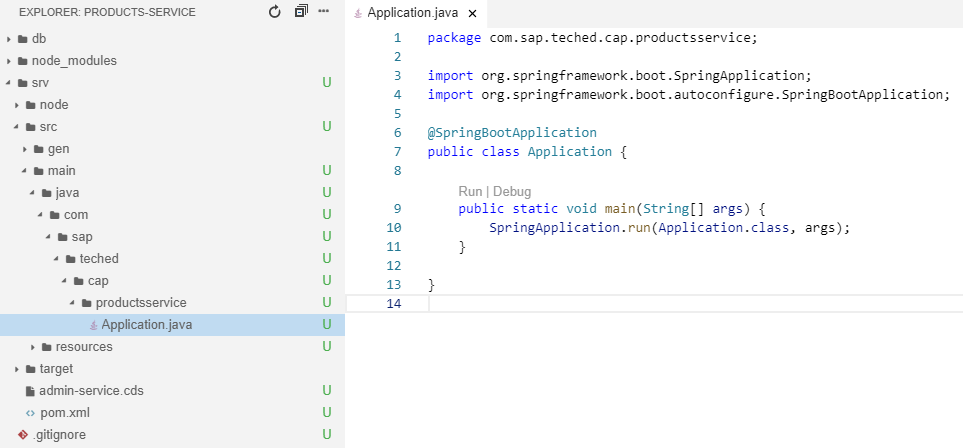 EXPLORER: PRODUCTS-SERVICE
db
node_modules
srv U
node
src U
gen
main U
java U
com U
sap U
teched U
cap U
productsservice U
Application.java U
resources U
target
admin-service.cds U
pom.xml U
.gitignore U
Application.java ×
1 package com.sap.teched.cap.productsservice;
2
3 import org.springframework.boot.SpringApplication;
4 import org.springframework.boot.autoconfigure.SpringBootApplication;
5
6 @SpringBootApplication
7 public class Application {
8
Run | Debug
9 public static void main(String[] args) {
10 SpringApplication.run(Application.class, args);
11 }
12
13 }
14